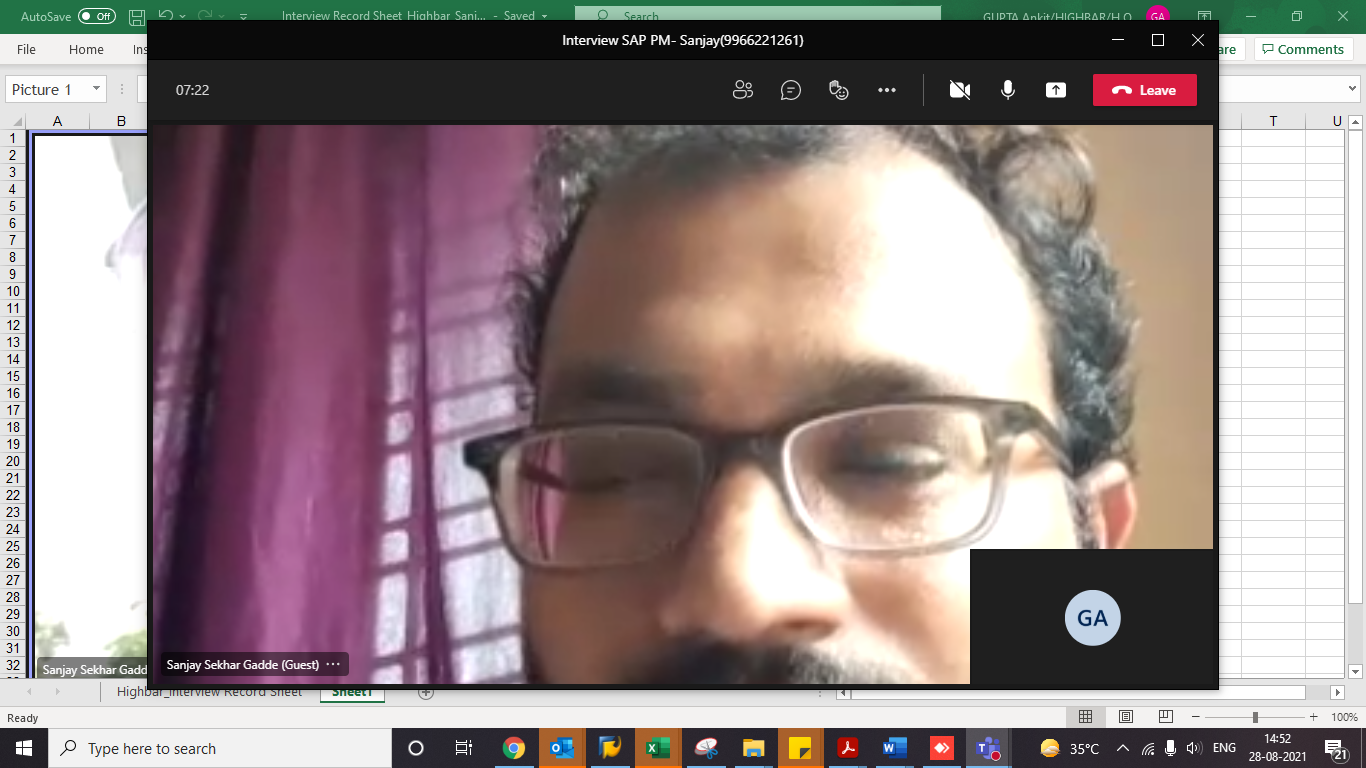 AutoSave Off
Interview Record Sheet_Highbar_Sanj... - Saved
Search
GUPTA Ankit/HIGHBAR/H.O
GA
File
Home
Ins
are
Comments
Picture 1
Interview SAP PM- Sanjay(9966221261)
07:22
Leave
A
B
T
U
1
2
3
4
5
6
7
8
9
10
11
12
13
14
15
16
17
18
19
20
21
22
23
24
25
26
27
28
29
30
31
32
GA
Sanjay Sekhar Gadd
Sanjay Sekhar Gadde (Guest) ...
Highbar_Interview Record Sheet
Sheet1
Ready
100%
Type here to search
35°C
ENG
14:52
28-08-2021
21